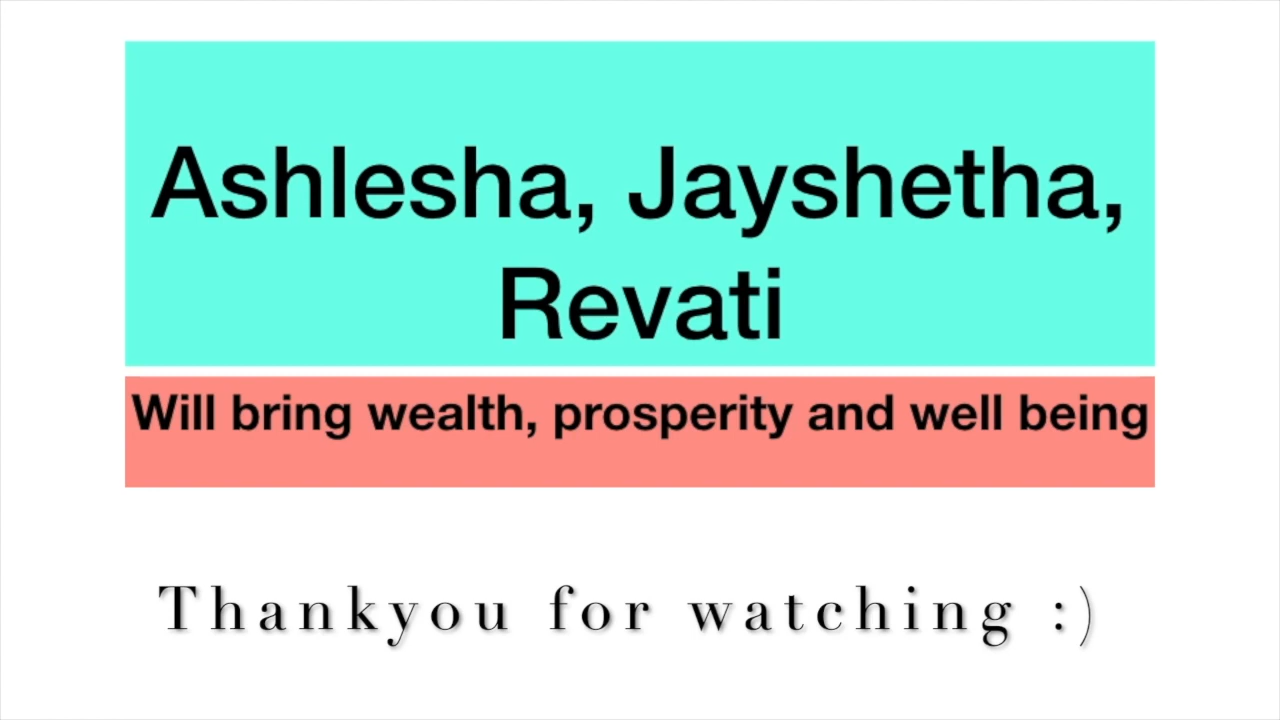 Ashlesha, Jayshetha,
Revati
Will bring wealth, prosperity and well being
Thankyou for watching :)